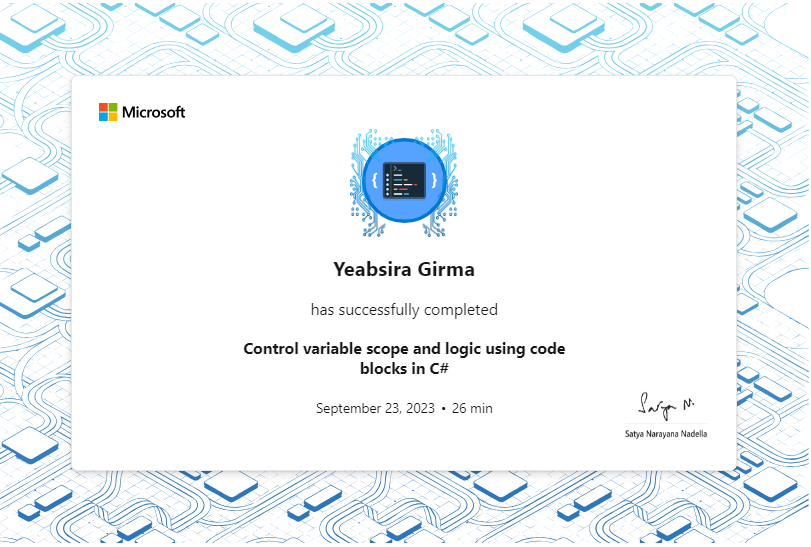 Microsoft
{ }
Yeabsira Girma
has successfully completed
Control variable scope and logic using code
blocks in C#
September 23, 2023 • 26 min
Satya N.
Satya Narayana Nadella